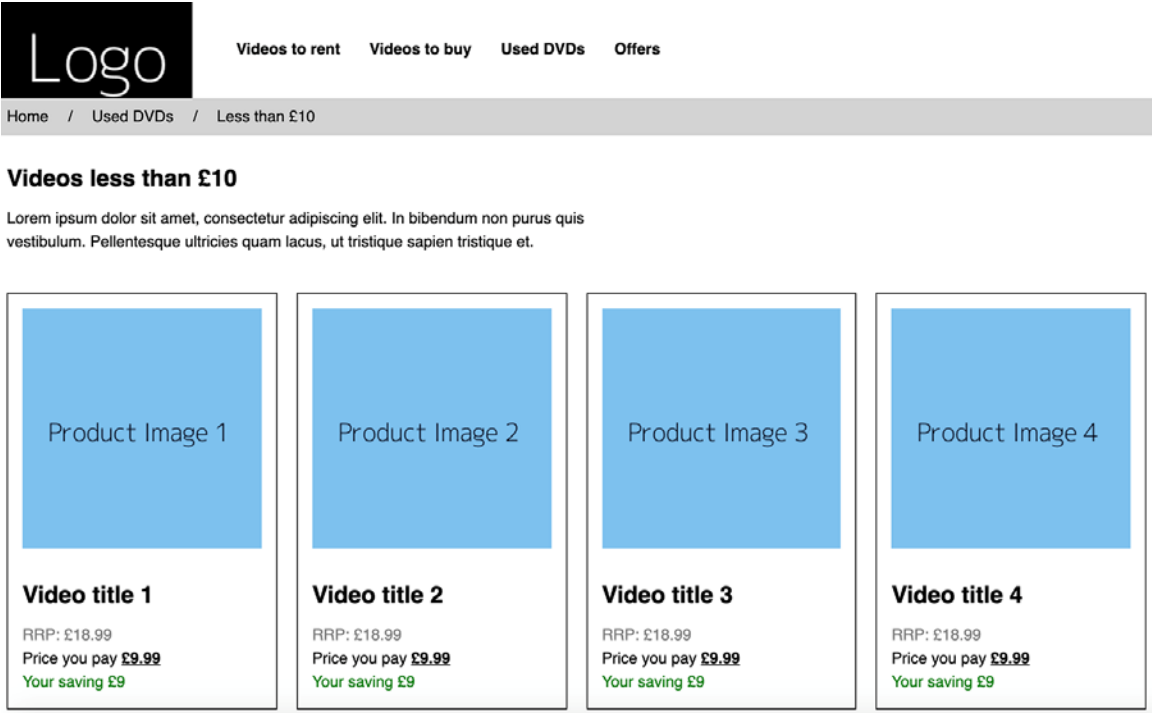 Logo
Videos to rent Videos to buy Used DVDs Offers
Home / Used DVDs / Less than £10
Videos less than £10
Lorem ipsum dolor sit amet, consectetur adipiscing elit. In bibendum non purus quis
vestibulum. Pellentesque ultricies quam lacus, ut tristique sapien tristique et.
Product Image 1
Video title 1
RRP: £18.99
Price you pay £9.99
Your saving £9
Product Image 2
Video title 2
RRP: £18.99
Price you pay £9.99
Your saving £9
Product Image 3
Video title 3
RRP: £18.99
Price you pay £9.99
Your saving £9
Product Image 4
Video title 4
RRP: £18.99
Price you pay £9.99
Your saving £9